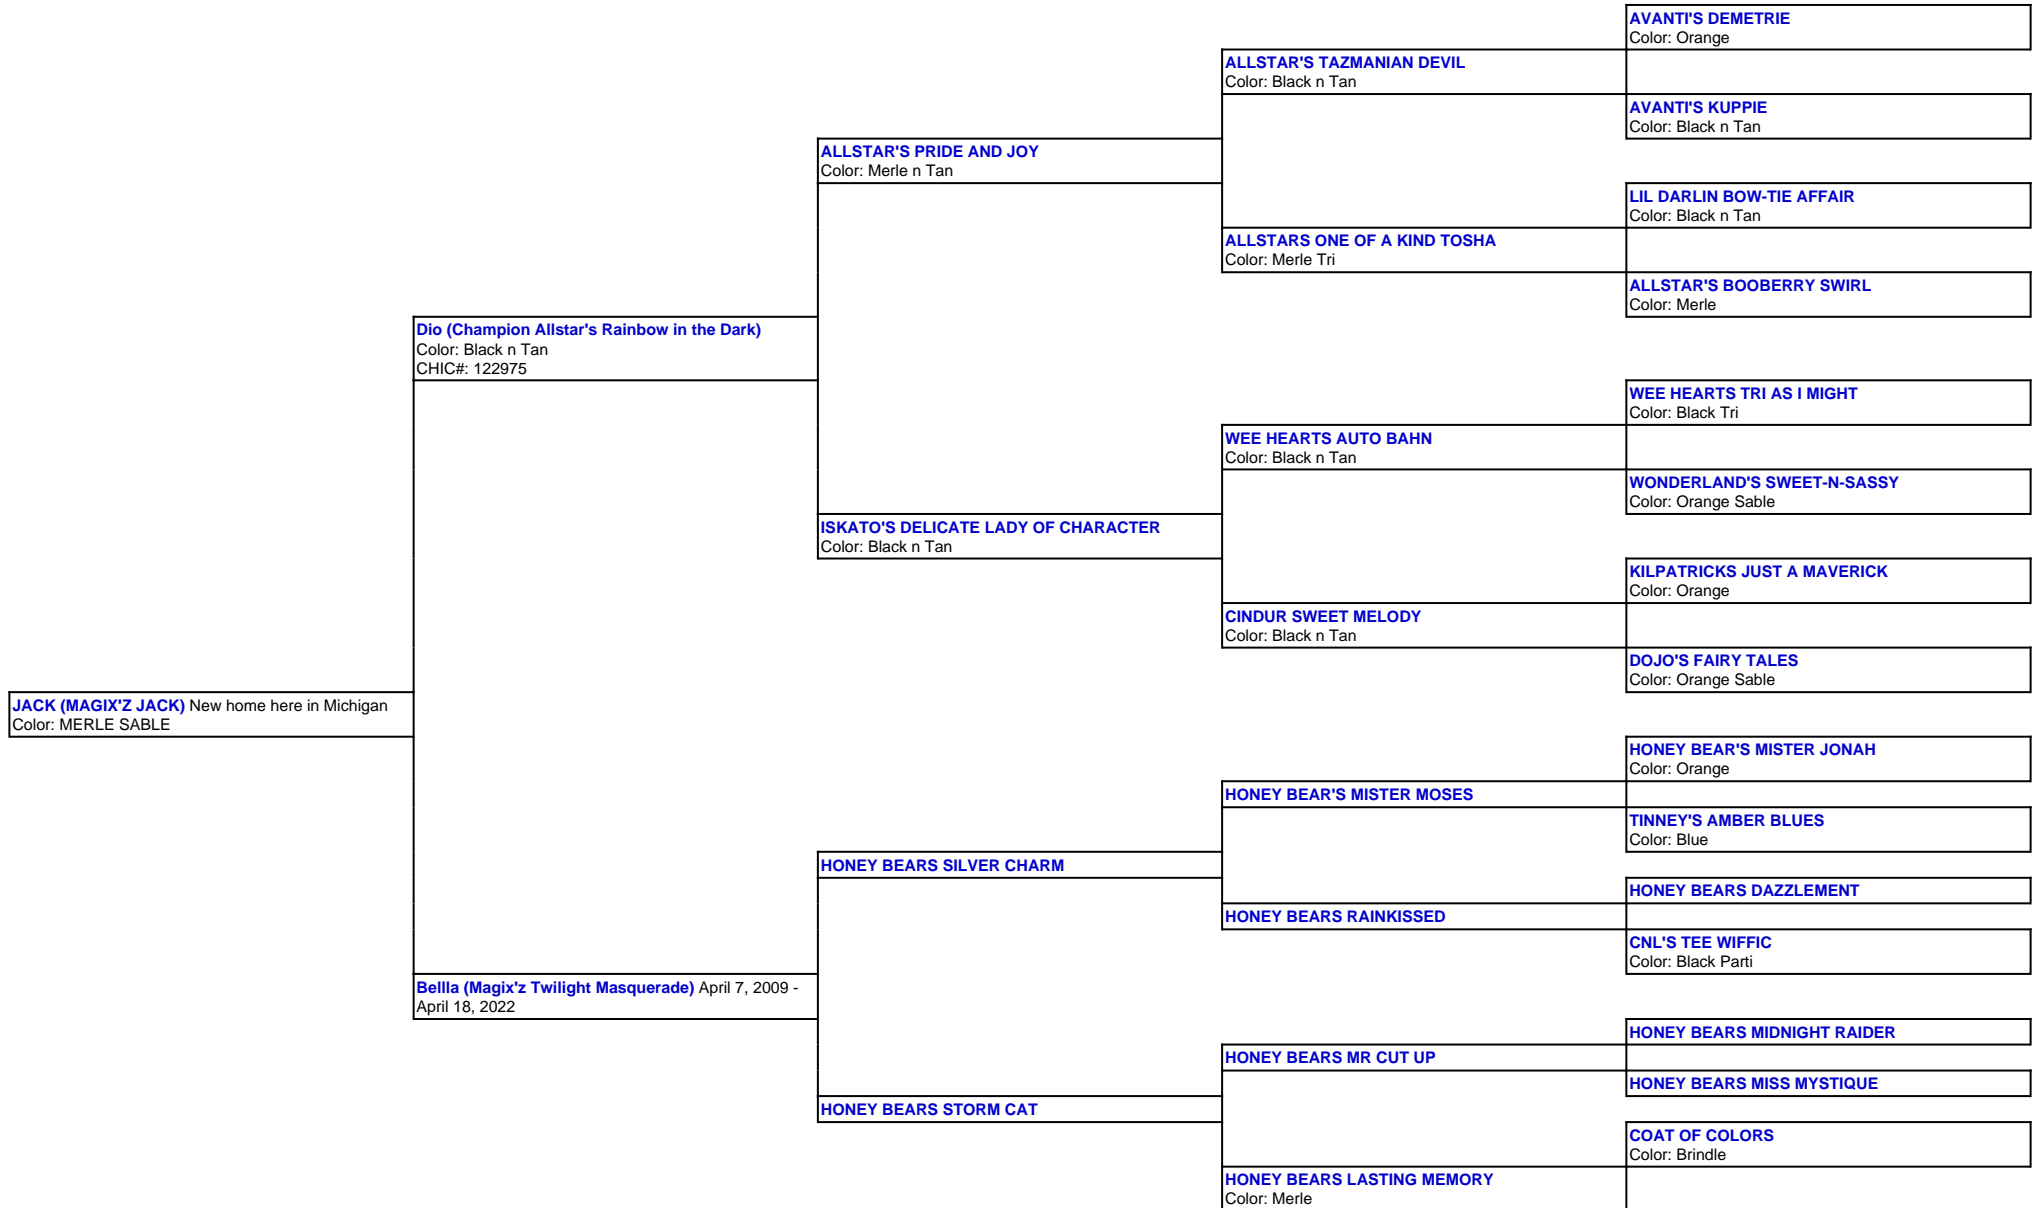 AVANTI'S DEMETRIE
Color: Orange
ALLSTAR'S TAZMANIAN DEVIL
Color: Black n Tan
AVANTI'S KUPPIE
Color: Black n Tan
ALLSTAR'S PRIDE AND JOY
Color: Merle n Tan
LIL DARLIN BOW-TIE AFFAIR
Color: Black n Tan
ALLSTARS ONE OF A KIND TOSHA
Color: Merle Tri
ALLSTAR'S BOOBERRY SWIRL
Color: Merle
Dio (Champion Allstar's Rainbow in the Dark)
Color: Black n Tan
CHIC#: 122975
WEE HEARTS TRI AS I MIGHT
Color: Black Tri
WEE HEARTS AUTO BAHN
Color: Black n Tan
WONDERLAND'S SWEET-N-SASSY
Color: Orange Sable
ISKATO'S DELICATE LADY OF CHARACTER
Color: Black n Tan
KILPATRICKS JUST A MAVERICK
Color: Orange
CINDUR SWEET MELODY
Color: Black n Tan
DOJO'S FAIRY TALES
Color: Orange Sable
JACK (MAGIX'Z JACK) New home here in Michigan
Color: MERLE SABLE
HONEY BEAR'S MISTER JONAH
Color: Orange
HONEY BEAR'S MISTER MOSES
TINNEY'S AMBER BLUES
Color: Blue
HONEY BEARS SILVER CHARM
HONEY BEARS DAZZLEMENT
HONEY BEARS RAINKISSED
CNL'S TEE WIFFIC
Color: Black Parti
Bellla (Magix'z Twilight Masquerade) April 7, 2009 -
April 18, 2022
HONEY BEARS MIDNIGHT RAIDER
HONEY BEARS MR CUT UP
HONEY BEARS MISS MYSTIQUE
HONEY BEARS STORM CAT
COAT OF COLORS
Color: Brindle
HONEY BEARS LASTING MEMORY
Color: Merle